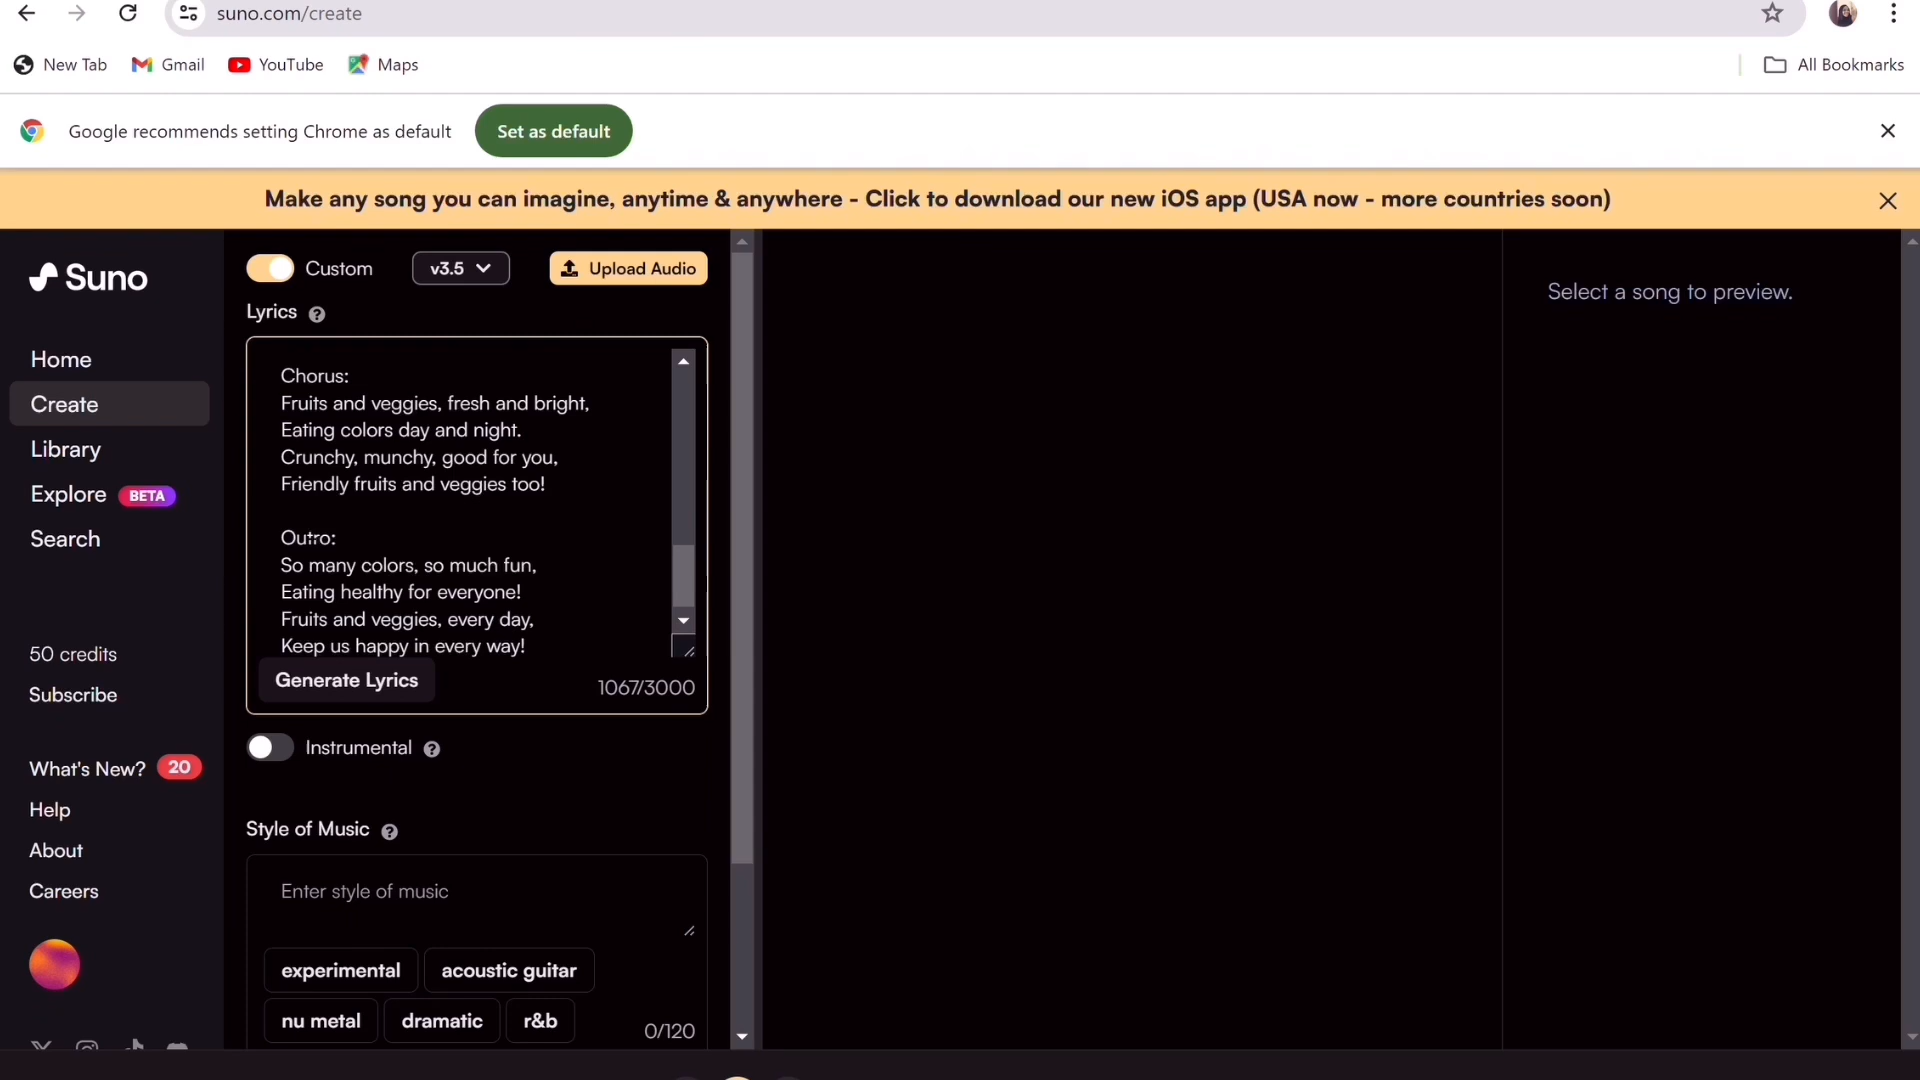 suno.com/create
New Tab Gmail YouTube Maps All Bookmarks
Google recommends setting Chrome as default Set as default
Make any song you can imagine, anytime & anywhere - Click to download our new iOS app (USA now - more countries soon)
Suno
Home
Create
Library
Explore BETA
Search
50 credits
Subscribe
What's New? 20
Help
About
Careers
Custom v3.5 Upload Audio
Lyrics ?
Chorus:
Fruits and veggies, fresh and bright,
Eating colors day and night.
Crunchy, munchy, good for you,
Friendly fruits and veggies too!
Outro:
So many colors, so much fun,
Eating healthy for everyone!
Fruits and veggies, every day,
Keep us happy in every way!
Generate Lyrics 1067/3000
Instrumental ?
Style of Music ?
Enter style of music
experimental acoustic guitar
nu metal dramatic r&b 0/120
Select a song to preview.